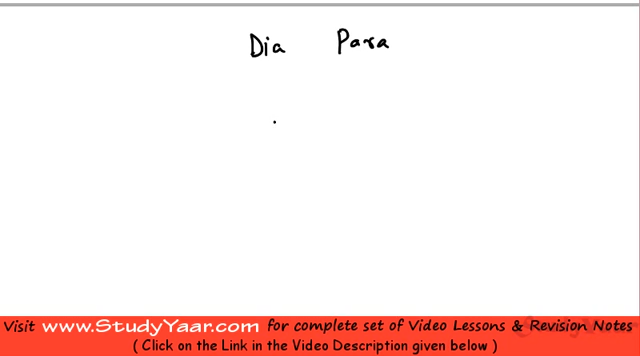 Dia Para
Visit www.StudyYaar.com for complete set of Video Lessons & Revision Notes
( Click on the Link in the Video Description given below )